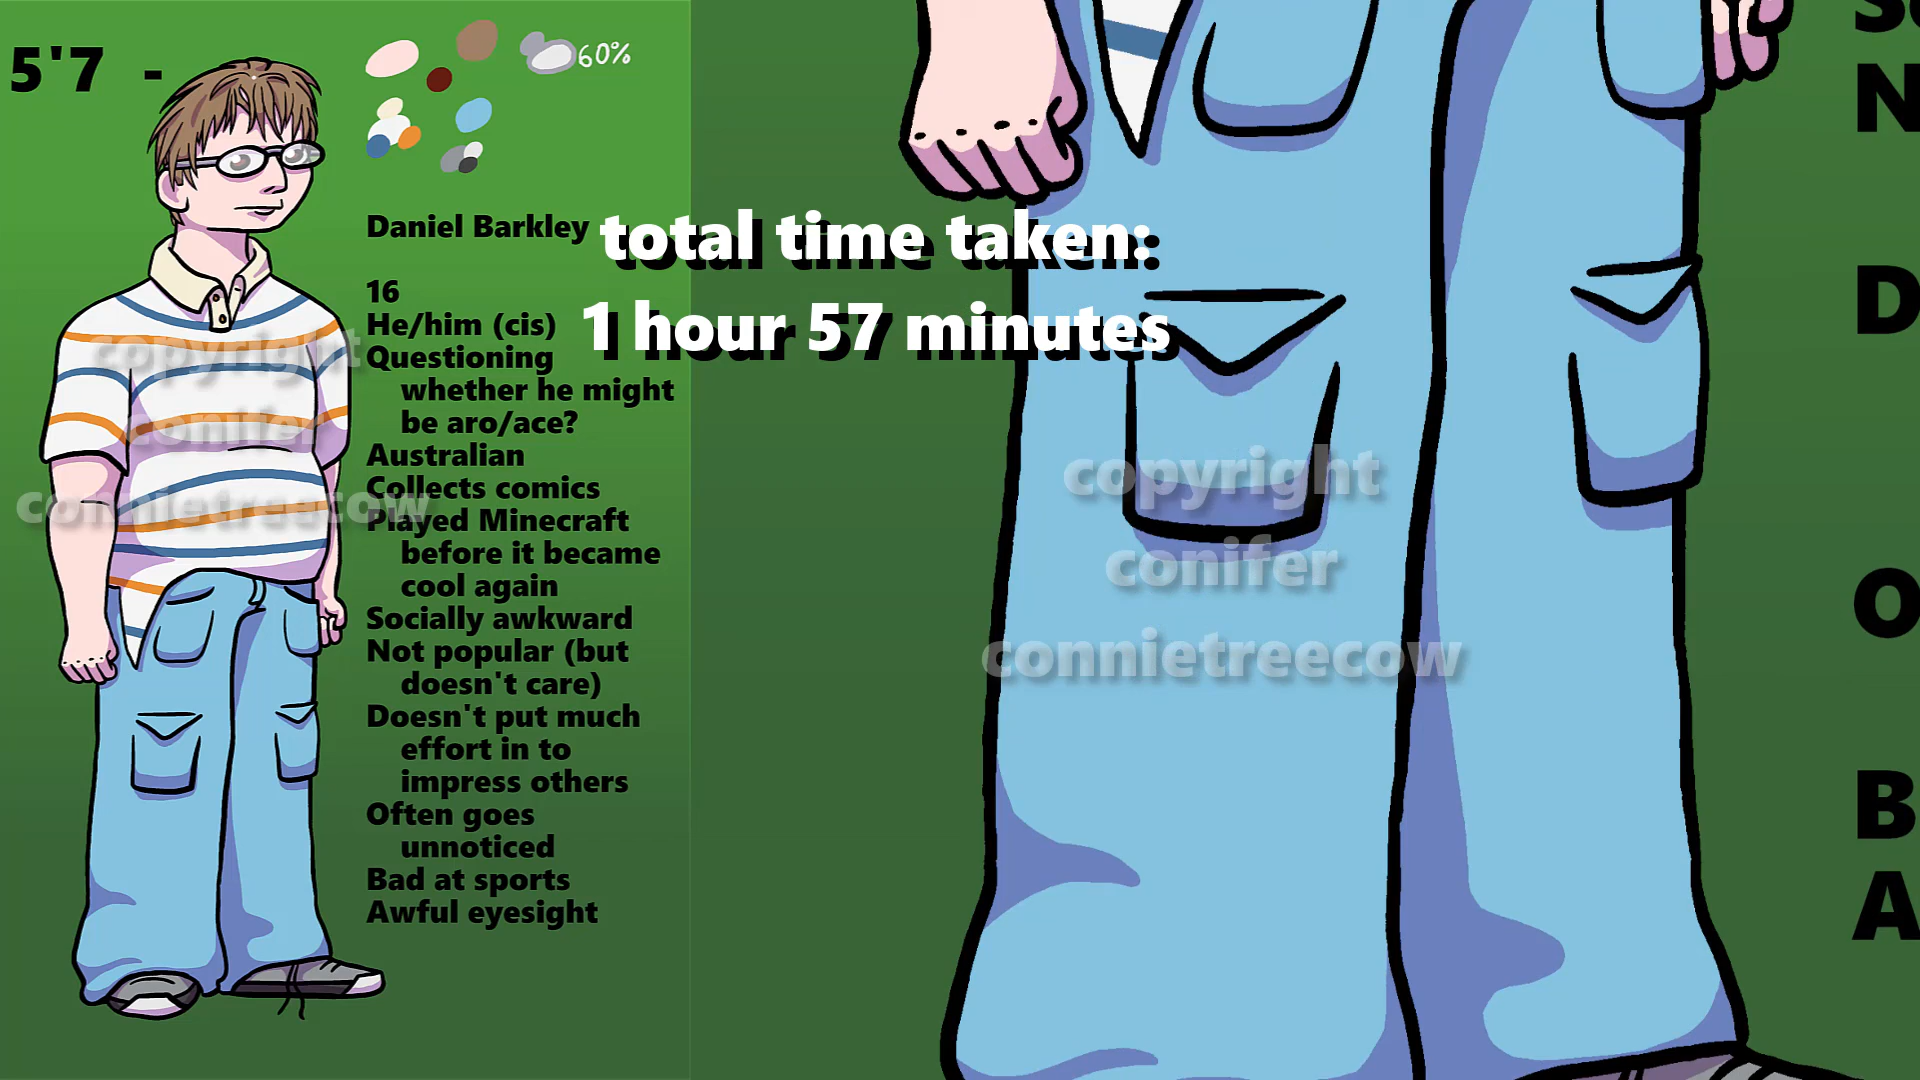 5'7 -
60%
Daniel Barkley
16
He/him (cis)
Questioning
whether he might
be aro/ace?
Australian
Collects comics
Played Minecraft
before it became
cool again
Socially awkward
Not popular (but
doesn't care)
Doesn't put much
effort in to
impress others
Often goes
unnoticed
Bad at sports
Awful eyesight
copyright
conifer
connietreecow
total time taken:
1 hour 57 minutes
copyright
conifer
connietreecow
N
D
O
B
A